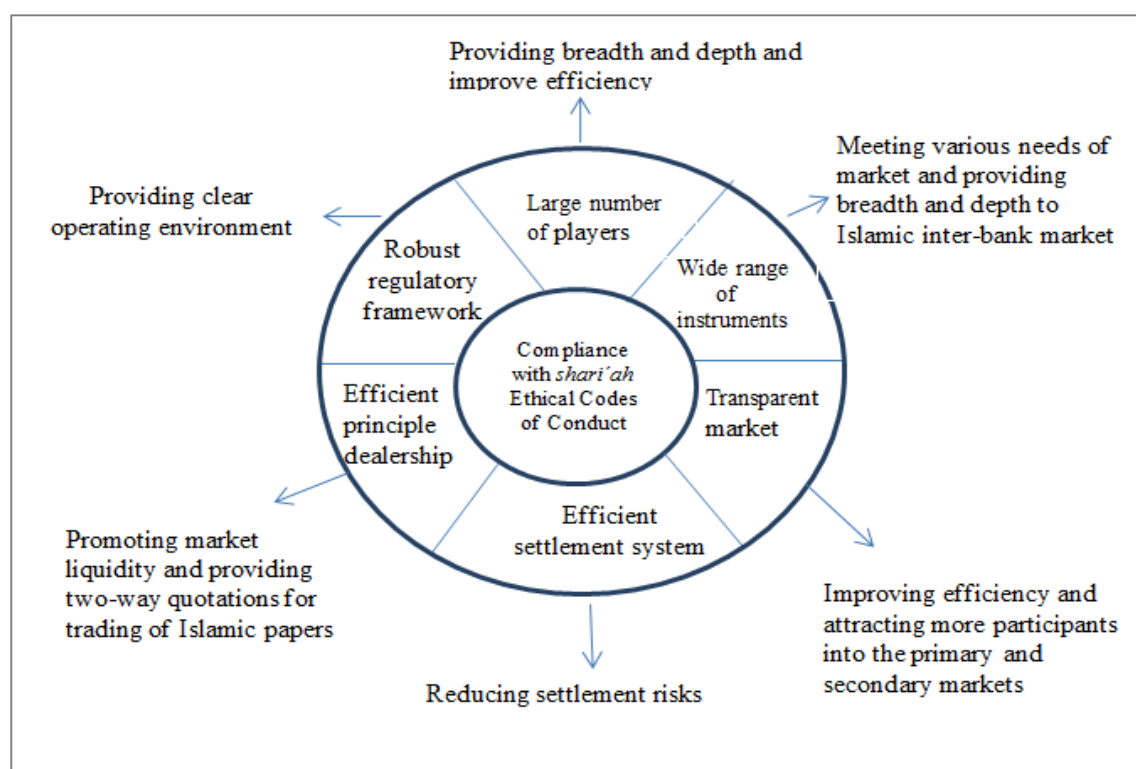 Providing breadth and depth and
improve efficiency
Meeting various needs of
market and providing
breadth and depth to
Islamic inter-bank market
Providing clear
operating environment
Large number
of players
Robust
regulatory
framework
Wide range
of
instruments
Compliance
with shari´ah
Ethical Codes
of Conduct
Efficient
principle
dealership
Transparent
market
Efficient
settlement system
Promoting market
liquidity and providing
two-way quotations for
trading of Islamic papers
Improving efficiency and
attracting more participants
into the primary and
secondary markets
Reducing settlement risks